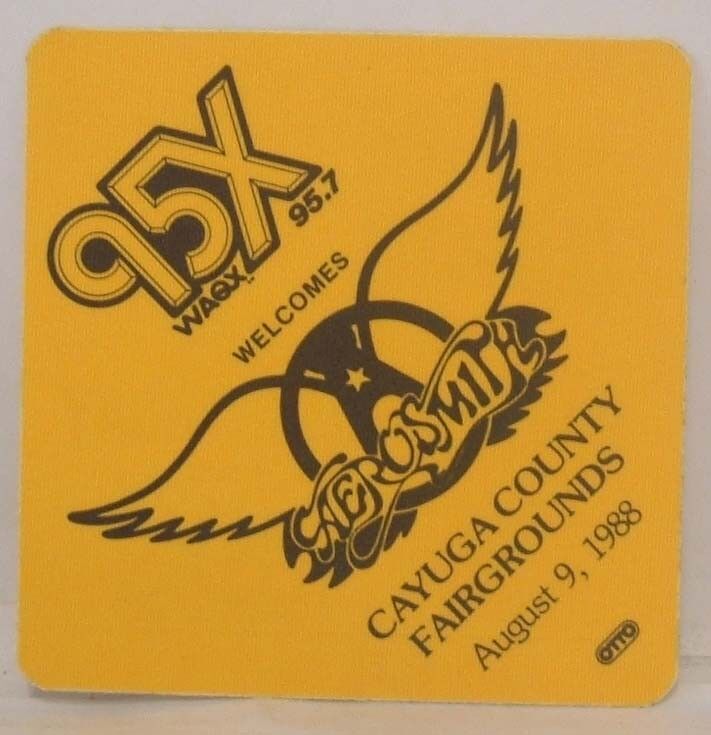 95X
WAQX
95.7
WELCOMES
AEROSMITH
CAYUGA COUNTY
FAIRGROUNDS
August 9, 1988
OTTO